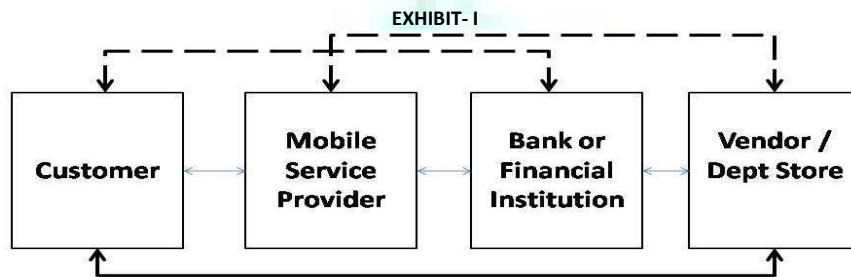 EXHIBIT- I
Customer
Mobile
Service
Provider
Bank or
Financial
Institution
Vendor /
Dept Store